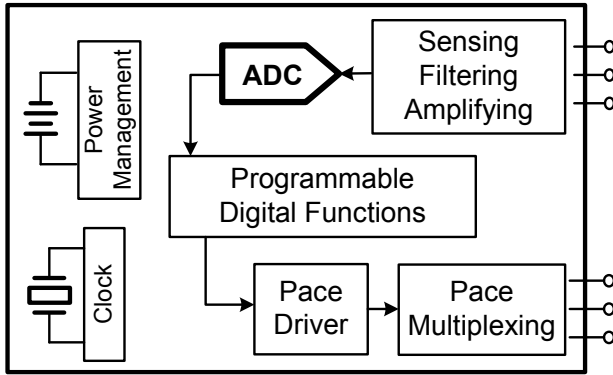 Power
Management
ADC
Sensing
Filtering
Amplifying
Programmable
Digital Functions
Clock
Pace
Driver
Pace
Multiplexing